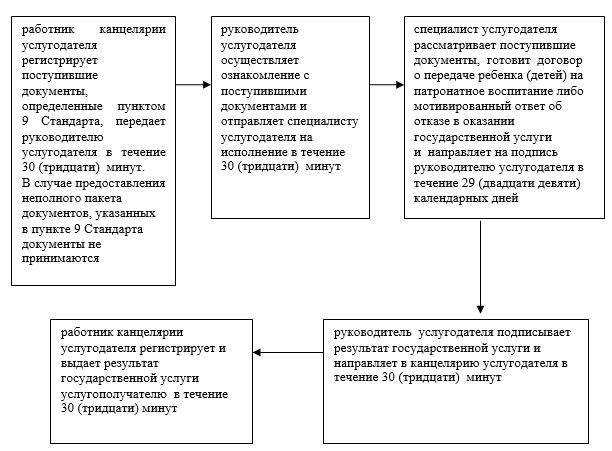 работник канцелярии
услугодателя
регистрирует
поступившие
документы,
определенные пунктом
9 Стандарта, передает
руководителю
услугодателя в течение
30 (тридцати) минут.
В случае предоставления
неполного пакета
документов, указанных
в пункте 9 Стандарта
документы не
принимаются
руководитель
услугодателя
осуществляет
ознакомление с
поступившими
документами и
отправляет специалисту
услугодателя на
исполнение в течение
30 (тридцати) минут
специалист услугодателя
рассматривает поступившие
документы, готовит договор
о передаче ребенка (детей) на
патронатное воспитание либо
мотивированный ответ об
отказе в оказании
государственной услуги
и направляет на подпись
руководителю услугодателя в
течение 29 (двадцати девяти)
календарных дней
руководитель услугодателя подписывает
результат государственной услуги и
направляет в канцелярию услугодателя в
течение 30 (тридцати) минут
работник канцелярии
услугодателя регистрирует и
выдает результат
государственной услуги
услугополучателю в течение
30 (тридцати) минут